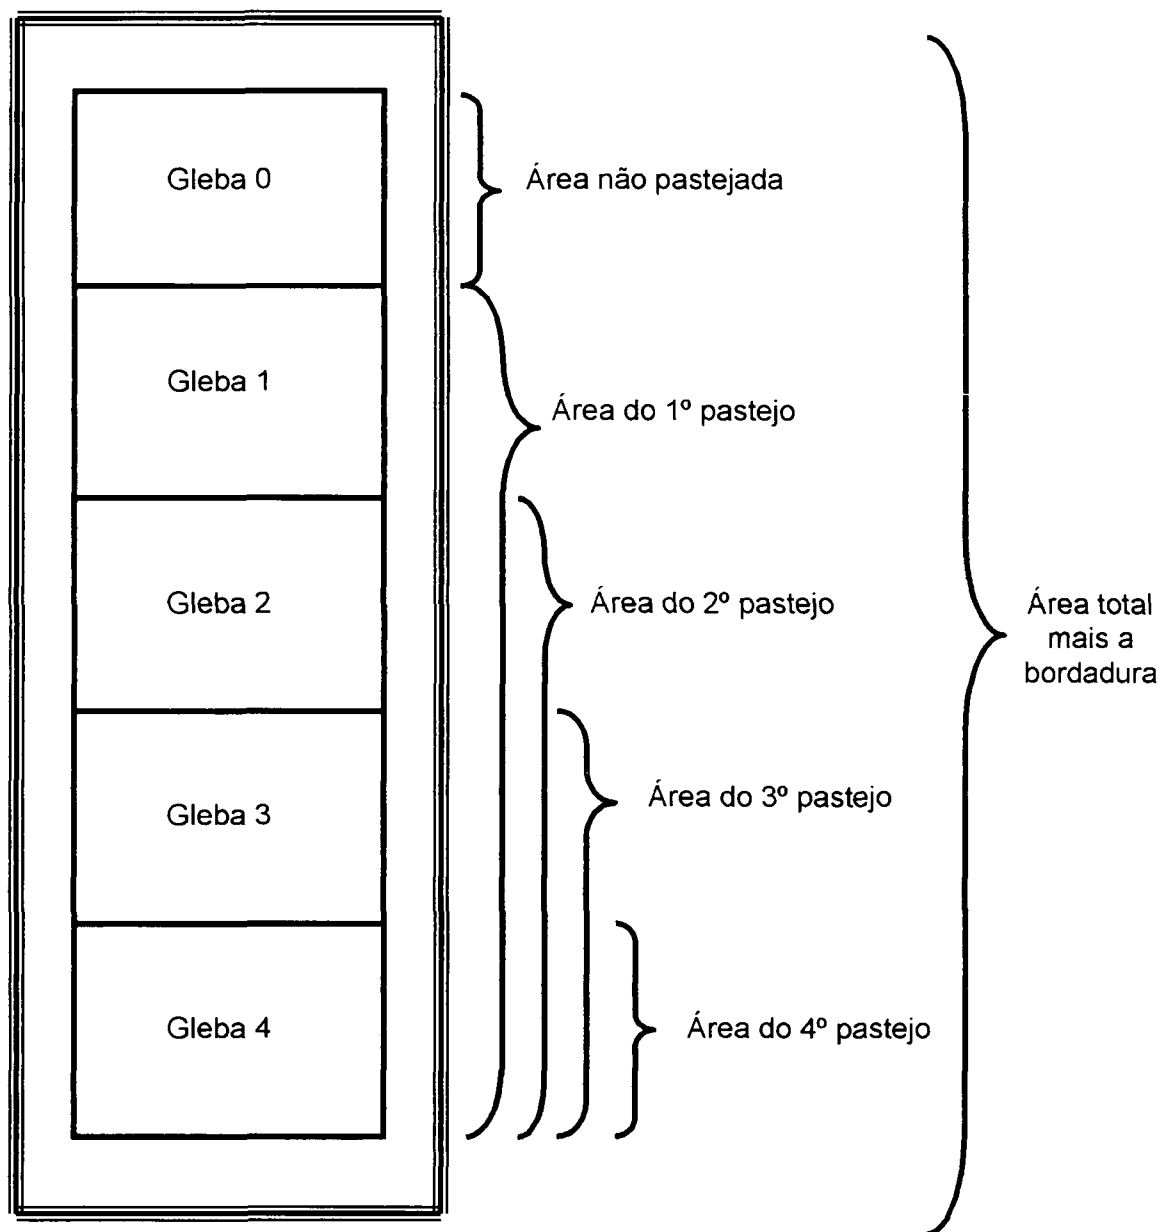 Gleba 0
Área não pastejada
Gleba 1
Área do 1º pastejo
Gleba 2
Área do 2º pastejo
Área total
mais a
bordadura
Gleba 3
Área do 3º pastejo
Gleba 4
Área do 4º pastejo